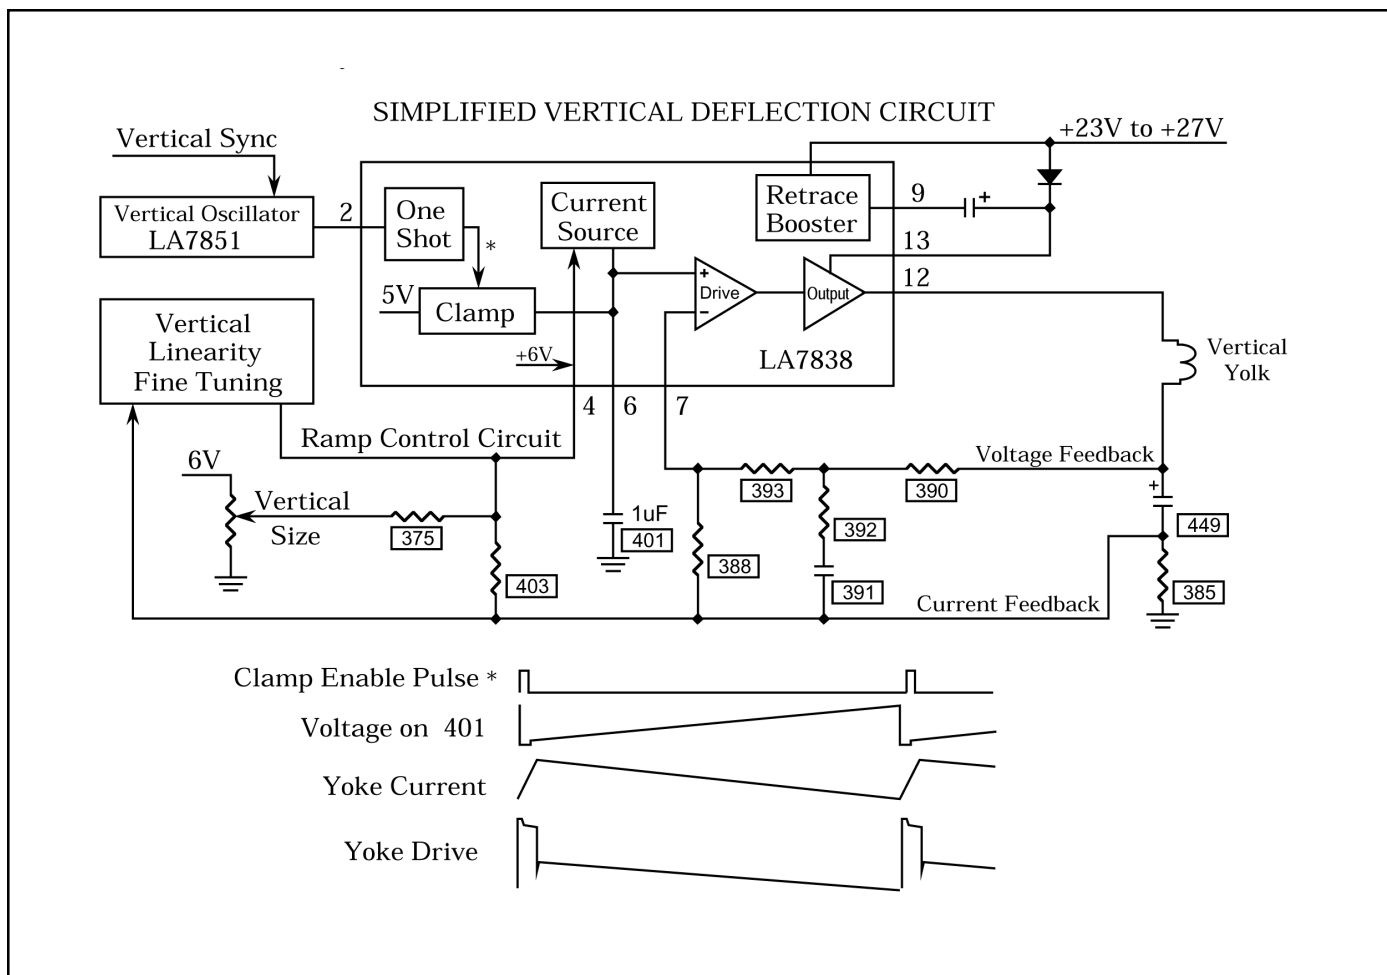 SIMPLIFIED VERTICAL DEFLECTION CIRCUIT
Vertical Sync
+23V to +27V
Vertical Oscillator
LA7851
2
One
Shot
*
Current
Source
Retrace
Booster
9
+
13
12
5V
Clamp
+
Drive
−
Output
+6V
LA7838
Vertical
Linearity
Fine Tuning
Vertical
Yolk
4
6
7
Ramp Control Circuit
Voltage Feedback
6V
Vertical
Size
375
403
1uF
401
393
390
392
388
391
+
449
385
Current Feedback
Clamp Enable Pulse *
Voltage on 401
Yoke Current
Yoke Drive